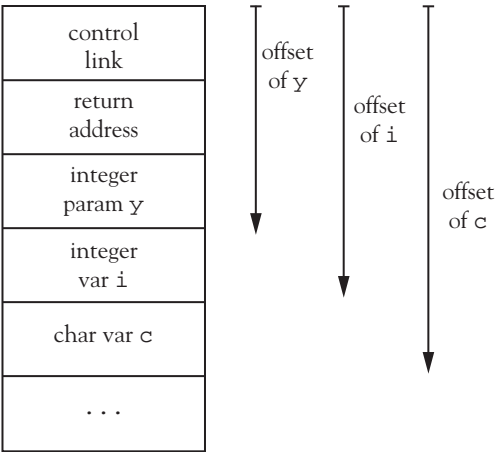 control
link
return
address
integer
param y
integer
var i
char var c
...
offset
of y
offset
of i
offset
of c